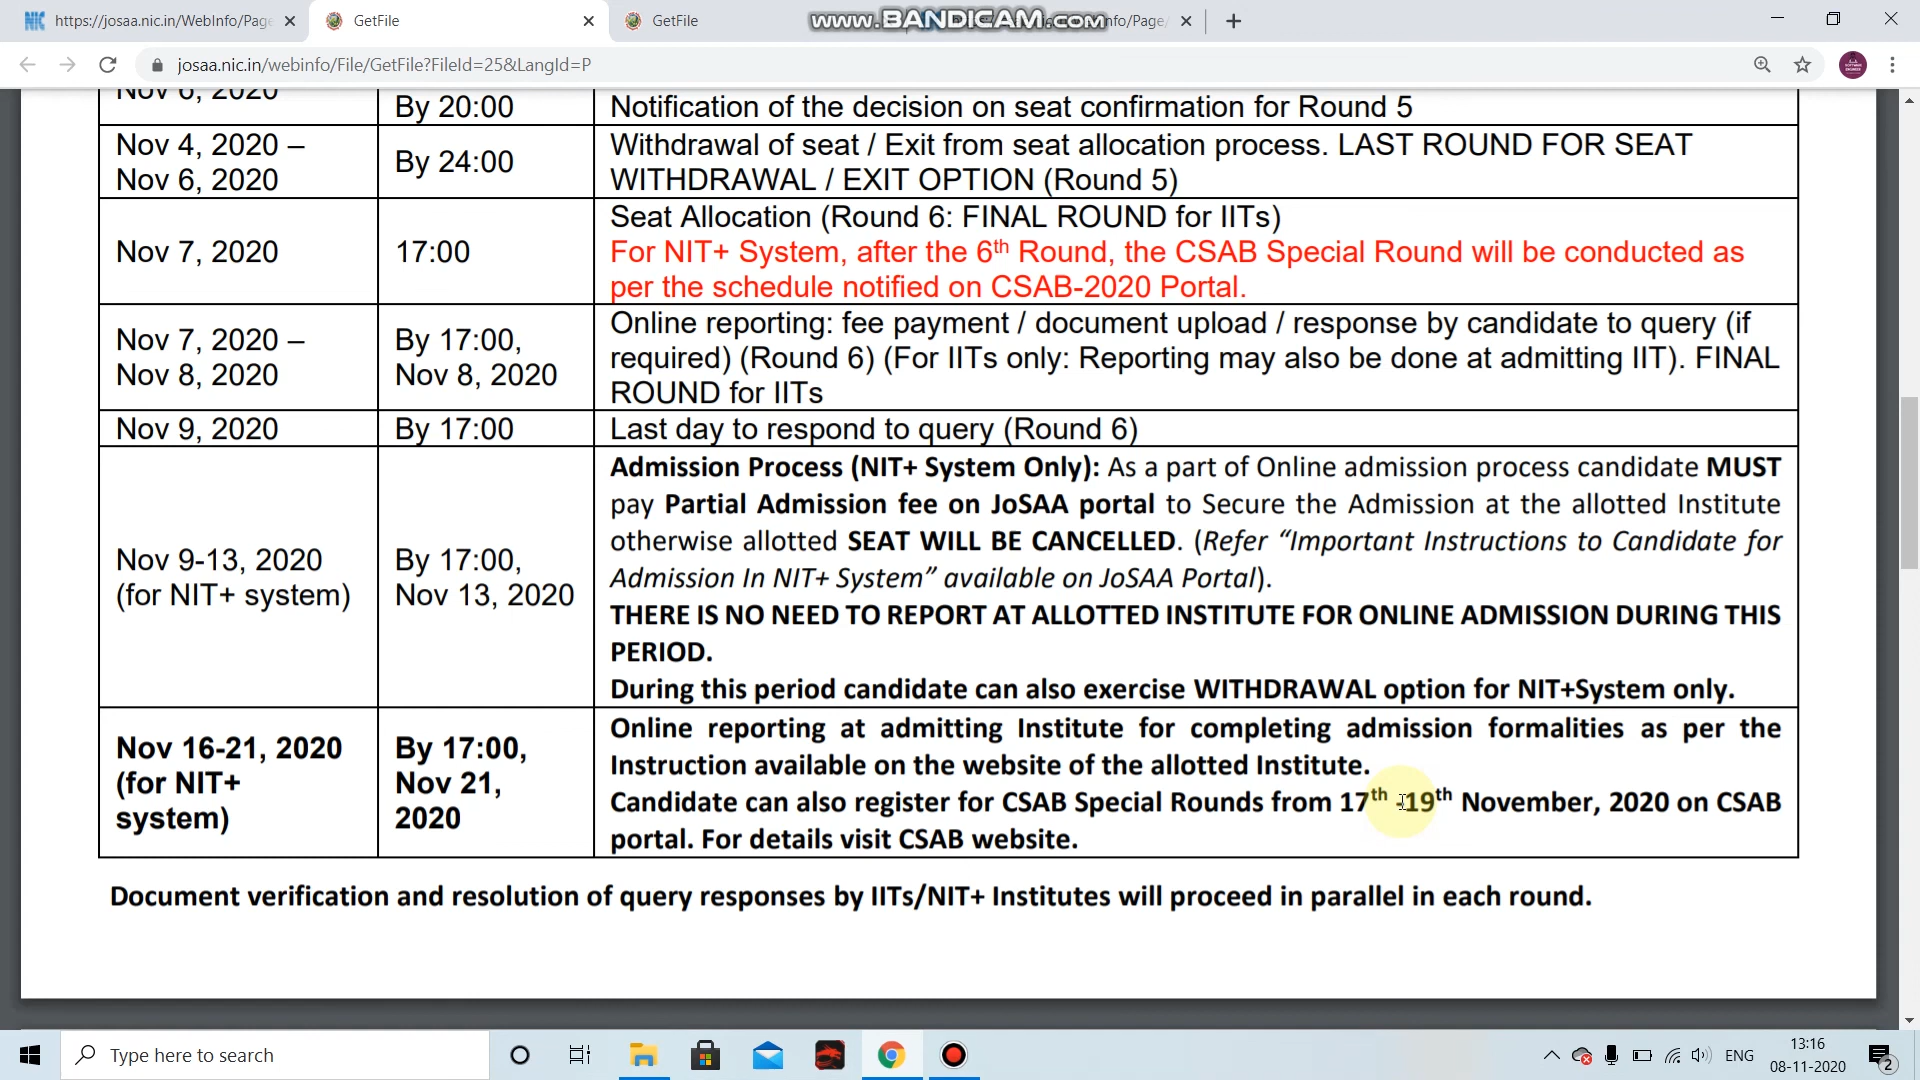 https://josaa.nic.in/WebInfo/Page
GetFile
GetFile
www.BANDICAM.com
nfo/Page/
josaa.nic.in/webinfo/File/GetFile?FileId=25&LangId=P
Nov 6, 2020
By 20:00
Notification of the decision on seat confirmation for Round 5
Nov 4, 2020 –
Nov 6, 2020
By 24:00
Withdrawal of seat / Exit from seat allocation process. LAST ROUND FOR SEAT
WITHDRAWAL / EXIT OPTION (Round 5)
Nov 7, 2020
17:00
Seat Allocation (Round 6: FINAL ROUND for IITs)
For NIT+ System, after the 6th Round, the CSAB Special Round will be conducted as
per the schedule notified on CSAB-2020 Portal.
Nov 7, 2020 –
Nov 8, 2020
By 17:00,
Nov 8, 2020
Online reporting: fee payment / document upload / response by candidate to query (if
required) (Round 6) (For IITs only: Reporting may also be done at admitting IIT). FINAL
ROUND for IITs
Nov 9, 2020
By 17:00
Last day to respond to query (Round 6)
Nov 9-13, 2020
(for NIT+ system)
By 17:00,
Nov 13, 2020
Admission Process (NIT+ System Only): As a part of Online admission process candidate MUST
pay Partial Admission fee on JoSAA portal to Secure the Admission at the allotted Institute
otherwise allotted SEAT WILL BE CANCELLED. (Refer “Important Instructions to Candidate for
Admission In NIT+ System” available on JoSAA Portal).
THERE IS NO NEED TO REPORT AT ALLOTTED INSTITUTE FOR ONLINE ADMISSION DURING THIS
PERIOD.
During this period candidate can also exercise WITHDRAWAL option for NIT+System only.
Nov 16-21, 2020
(for NIT+
system)
By 17:00,
Nov 21,
2020
Online reporting at admitting Institute for completing admission formalities as per the
Instruction available on the website of the allotted Institute.
Candidate can also register for CSAB Special Rounds from 17th -19th November, 2020 on CSAB
portal. For details visit CSAB website.
Document verification and resolution of query responses by IITs/NIT+ Institutes will proceed in parallel in each round.
Type here to search
ENG
13:16
08-11-2020
2